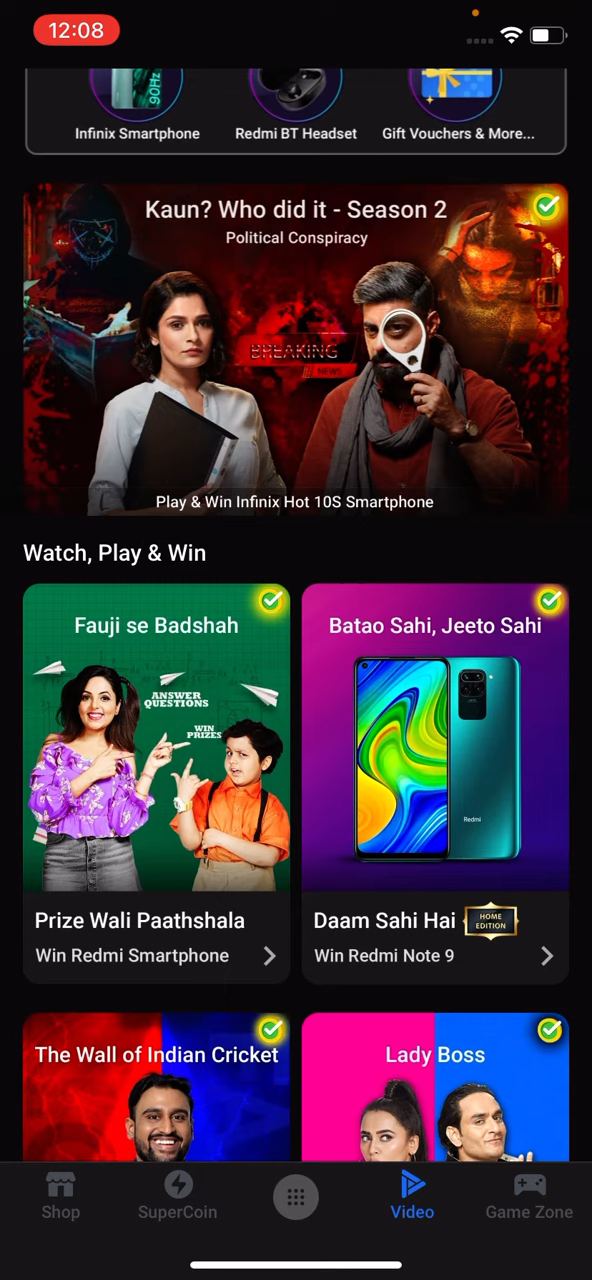 12:08
90Hz
Infinix Smartphone
Redmi BT Headset
Gift Vouchers & More...
Kaun? Who did it - Season 2
Political Conspiracy
BREAKING
NEWS
Play & Win Infinix Hot 10S Smartphone
Watch, Play & Win
Fauji se Badshah
ANSWER
QUESTIONS
WIN
PRIZES
Prize Wali Paathshala
Win Redmi Smartphone
Batao Sahi, Jeeto Sahi
Redmi
Daam Sahi Hai
HOME
EDITION
Win Redmi Note 9
The Wall of Indian Cricket
Lady Boss
Shop
SuperCoin
Video
Game Zone